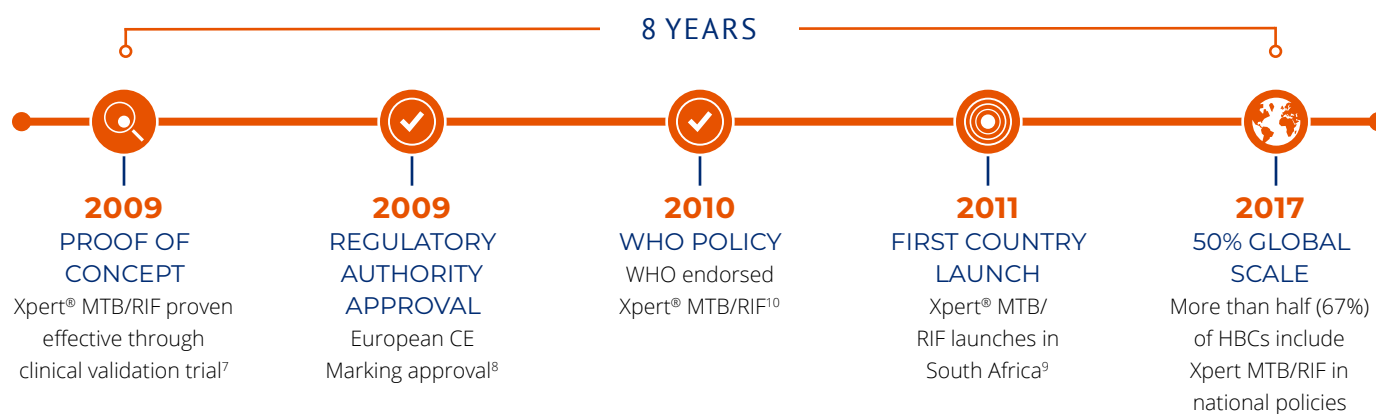 8 YEARS
2009
PROOF OF
CONCEPT
Xpert® MTB/RIF proven
effective through
clinical validation trial⁷
2009
REGULATORY
AUTHORITY
APPROVAL
European CE
Marking approval⁸
2010
WHO POLICY
WHO endorsed
Xpert® MTB/RIF¹⁰
2011
FIRST COUNTRY
LAUNCH
Xpert® MTB/
RIF launches in
South Africa⁹
2017
50% GLOBAL
SCALE
More than half (67%)
of HBCs include
Xpert MTB/RIF in
national policies